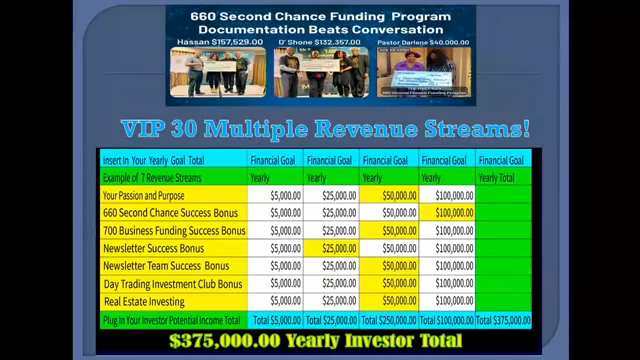 660 Second Chance Funding Program
Documentation Beats Conversation
Hassan $157,529.00 D' Shone $132,357.00 Pastor Darlene $40,000.00
660 Second Chance Funding Program
VIP 30 Multiple Revenue Streams!
Insert in Your Yearly Goal Total Financial Goal Financial Goal Financial Goal Financial Goal Financial Goal
Example of 7 Revenue Streams Yearly Yearly Yearly Yearly Yearly Total
Your Passion and Purpose $5,000.00 $25,000.00 $50,000.00 $100,000.00
660 Second Chance Success Bonus $5,000.00 $25,000.00 $50,000.00 $100,000.00
700 Business Funding Success Bonus $5,000.00 $25,000.00 $50,000.00 $100,000.00
Newsletter Success Bonus $5,000.00 $25,000.00 $50,000.00 $100,000.00
Newsletter Team Success Bonus $5,000.00 $25,000.00 $50,000.00 $100,000.00
Day Trading Investment Club Bonus $5,000.00 $25,000.00 $50,000.00 $100,000.00
Real Estate Investing $5,000.00 $25,000.00 $50,000.00 $100,000.00
Plug in Your Investor Potential Income Total Total $5,000.00 Total $25,000.00 Total $250,000.00 Total $100,000.00 Total $375,000.00
$375,000.00 Yearly Investor Total